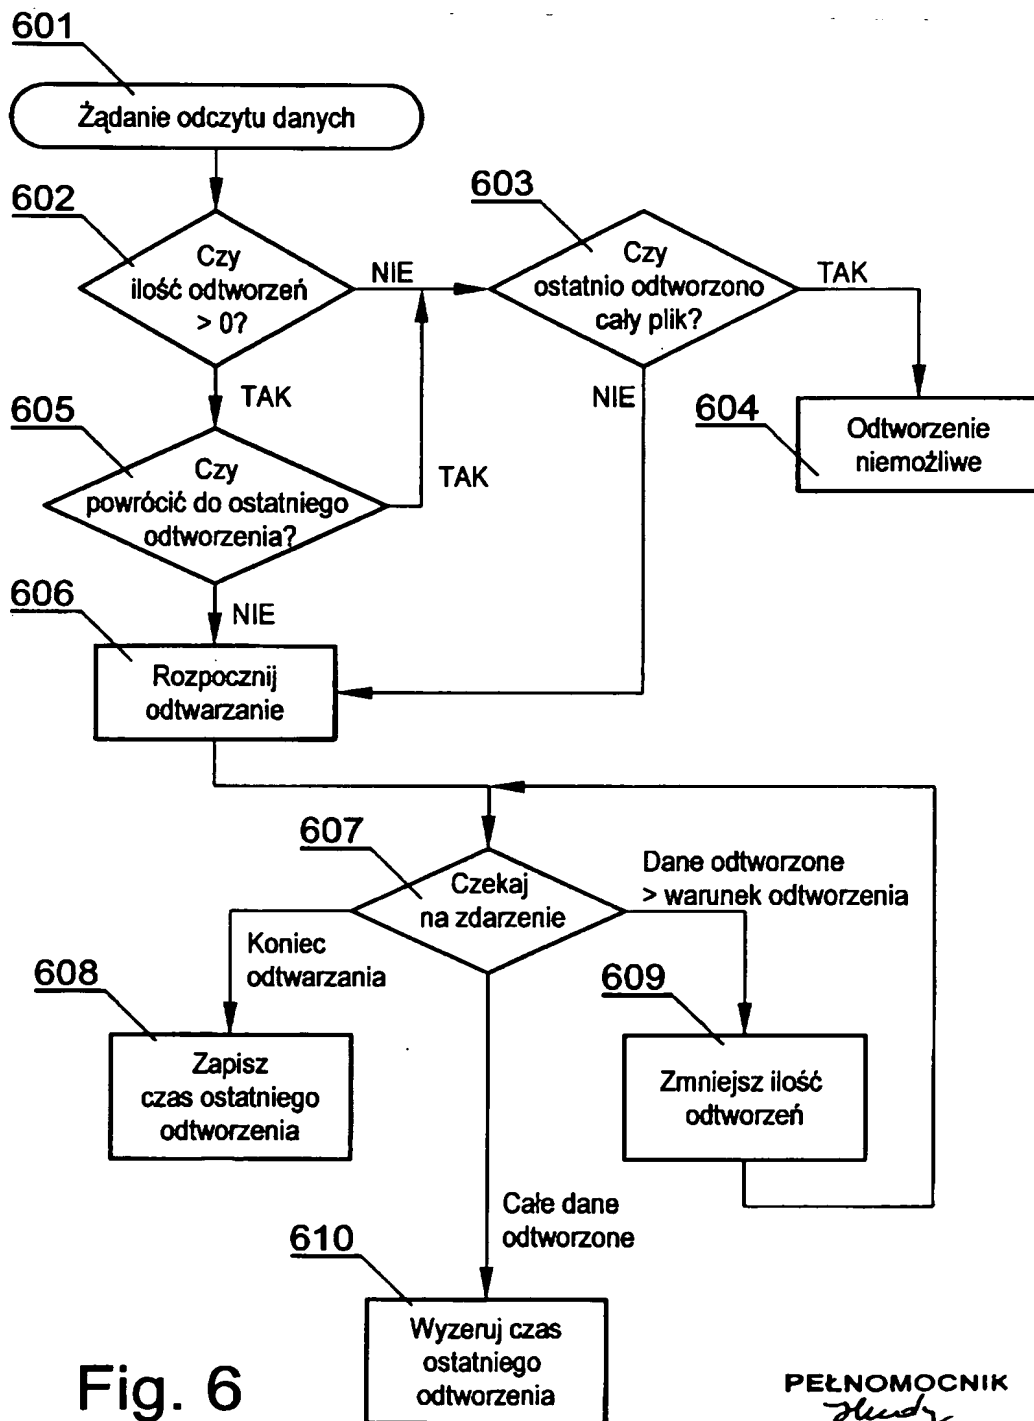 601
Żądanie odczytu danych
602
Czy
ilość odtworzeń
> 0?
NIE
603
Czy
ostatnio odtworzono
cały plik?
TAK
TAK
NIE
604
Odtworzenie
niemożliwe
605
Czy
powrócić do ostatniego
odtworzenia?
TAK
606
NIE
Rozpocznij
odtwarzanie
607
Czekaj
na zdarzenie
Dane odtworzone
> warunek odtworzenia
Koniec
odtwarzania
608
Zapisz
czas ostatniego
odtworzenia
609
Zmniejsz ilość
odtworzeń
Całe dane
odtworzone
610
Wyzeruj czas
ostatniego
odtworzenia
Fig. 6
PEŁNOMOCNIK